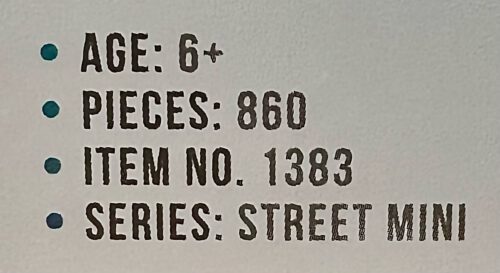 • AGE: 6+
• PIECES: 860
• ITEM NO. 1383
• SERIES: STREET MINI